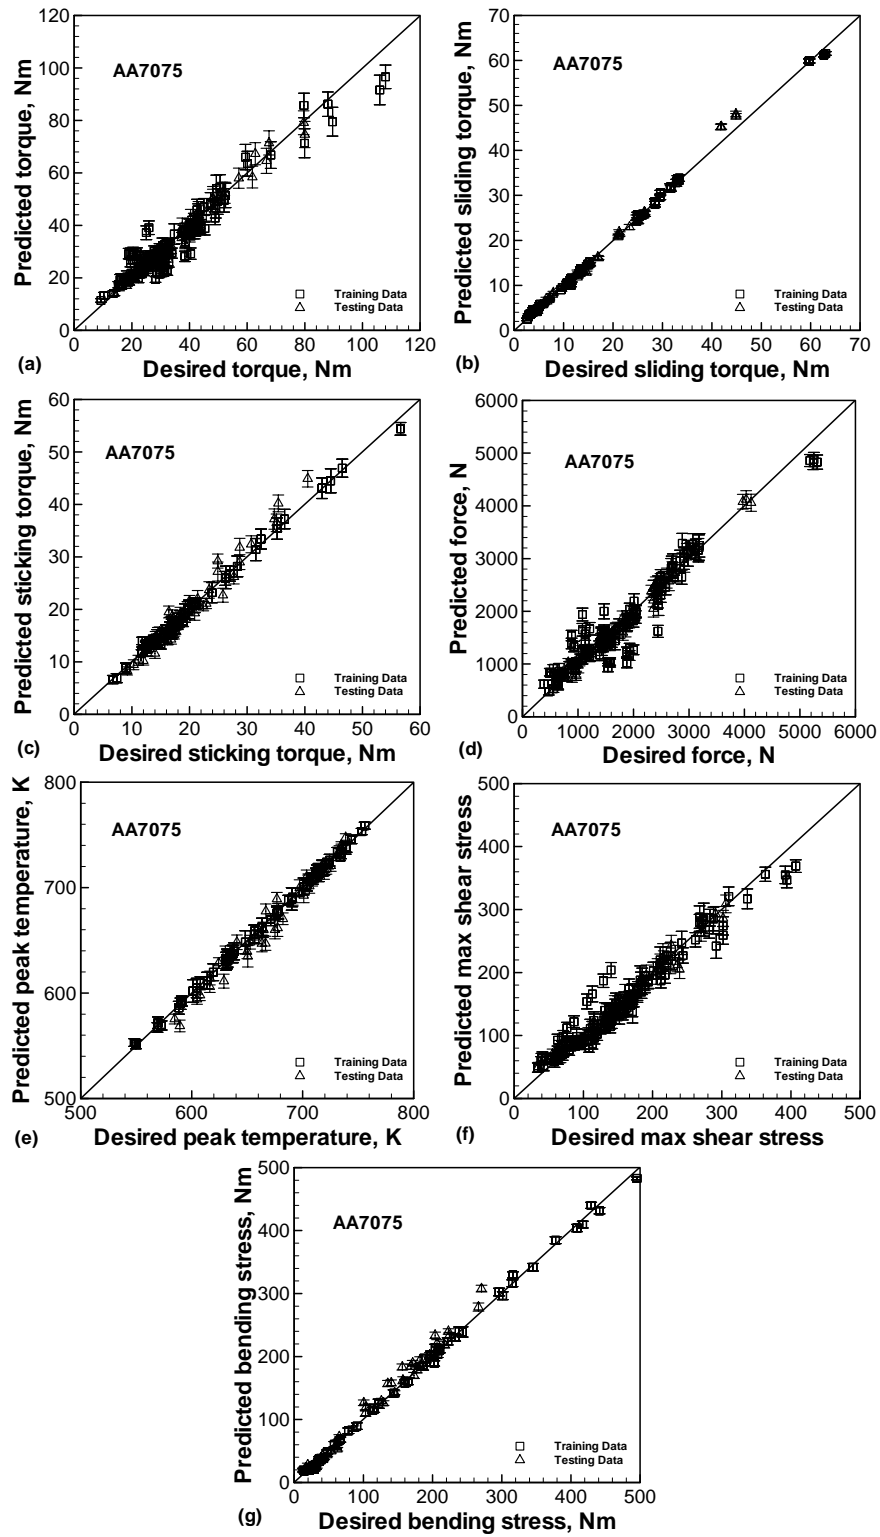 120
100
80
60
40
20
0
Predicted torque, Nm
AA7075
Training Data
Testing Data
0 20 40 60 80 100 120
(a)
Desired torque, Nm
70
60
50
40
30
20
10
0
Predicted sliding torque, Nm
AA7075
Training Data
Testing Data
0 10 20 30 40 50 60 70
(b)
Desired sliding torque, Nm
60
50
40
30
20
10
0
Predicted sticking torque, Nm
AA7075
Training Data
Testing Data
0 10 20 30 40 50 60
(c)
Desired sticking torque, Nm
6000
5000
4000
3000
2000
1000
0
Predicted force, N
AA7075
Training Data
Testing Data
0 1000 2000 3000 4000 5000 6000
(d)
Desired force, N
800
700
600
500
Predicted peak temperature, K
AA7075
Training Data
Testing Data
500 600 700 800
(e)
Desired peak temperature, K
500
400
300
200
100
0
Predicted max shear stress
AA7075
Training Data
Testing Data
0 100 200 300 400 500
(f)
Desired max shear stress
500
400
300
200
100
0
Predicted bending stress, Nm
AA7075
Training Data
Testing Data
0 100 200 300 400 500
(g)
Desired bending stress, Nm